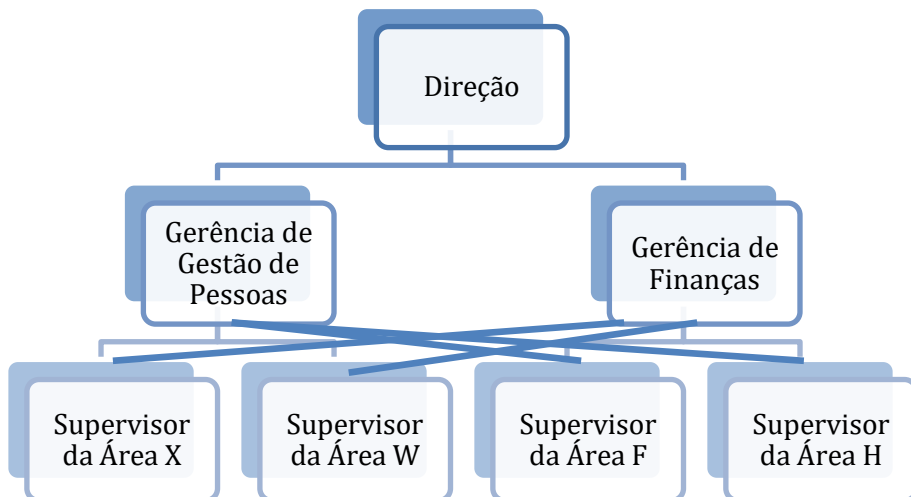 Direção
Gerência de
Gestão de
Pessoas
Gerência de
Finanças
Supervisor
da Área X
Supervisor
da Área W
Supervisor
da Área F
Supervisor
da Área H